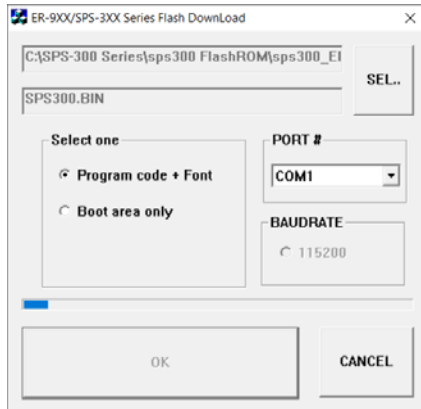 ER-9XX/SPS-3XX Series Flash DownLoad
C:\SPS-300 Series\sps300 FlashROM\sps300_El
SEL..
SPS300.BIN
Select one
Program code + Font
Boot area only
PORT #
COM1
BAUDRATE
115200
OK
CANCEL